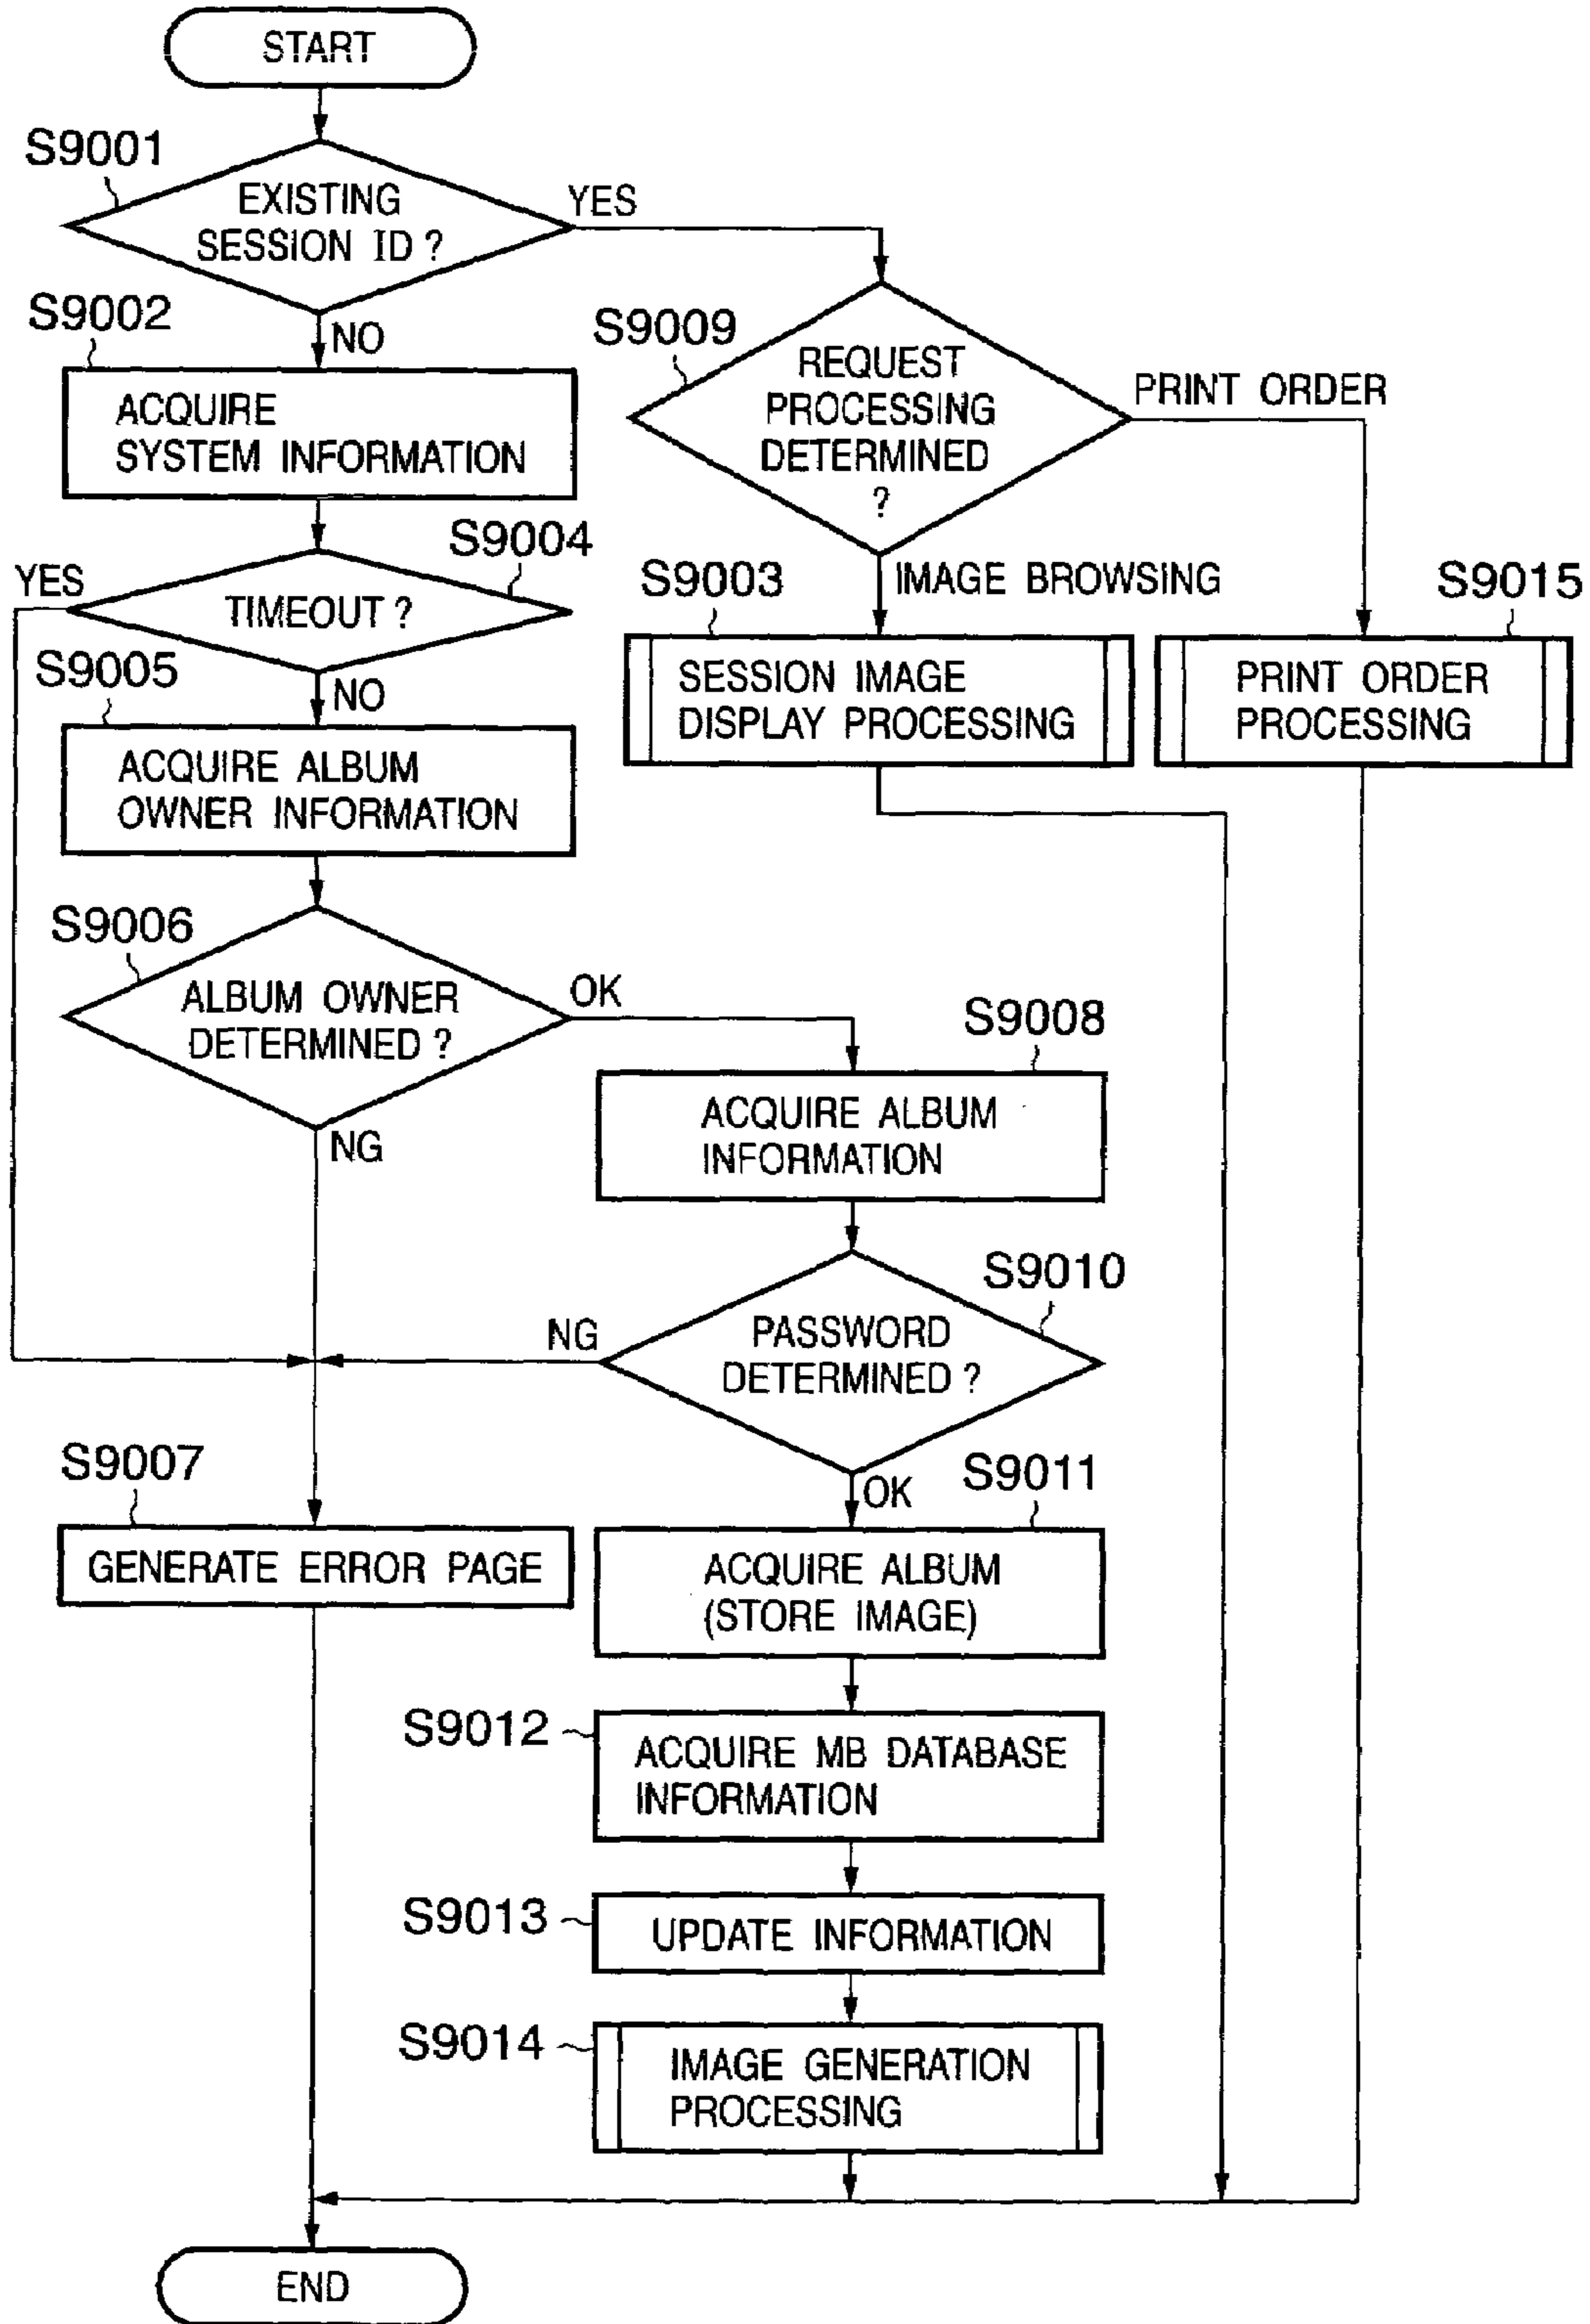 START
S9001
EXISTING
SESSION ID ?
YES
S9002
NO
S9009
REQUEST
PROCESSING
DETERMINED
?
PRINT ORDER
ACQUIRE
SYSTEM INFORMATION
S9004
YES
TIMEOUT ?
S9003
IMAGE BROWSING
S9015
S9005
NO
SESSION IMAGE
DISPLAY PROCESSING
PRINT ORDER
PROCESSING
ACQUIRE ALBUM
OWNER INFORMATION
S9006
ALBUM OWNER
DETERMINED ?
OK
S9008
NG
ACQUIRE ALBUM
INFORMATION
S9010
NG
PASSWORD
DETERMINED ?
S9007
OK
S9011
GENERATE ERROR PAGE
ACQUIRE ALBUM
(STORE IMAGE)
S9012
ACQUIRE MB DATABASE
INFORMATION
S9013
UPDATE INFORMATION
S9014
IMAGE GENERATION
PROCESSING
END